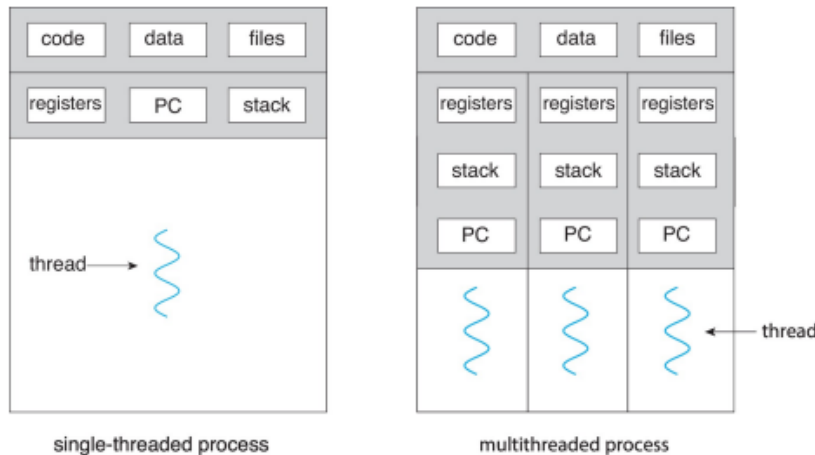 code data files
registers PC stack
thread
single-threaded process
code data files
registers registers registers
stack stack stack
PC PC PC
thread
multithreaded process